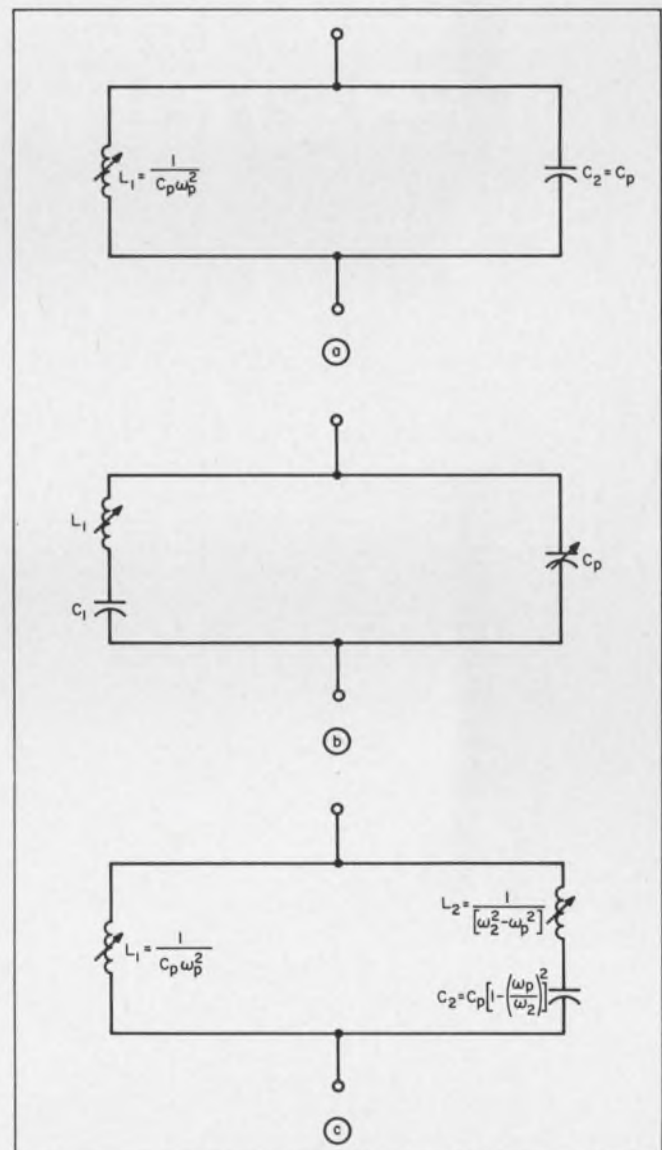 L₁ = 1 / Cₚωₚ²
C₂ = Cₚ
a
L₁
C₁
Cₚ
b
L₁ = 1 / Cₚωₚ²
L₂ = 1 / [ω₂² - ωₚ²]
C₂ = Cₚ[1 - (ωₚ / ω₂)]²
c